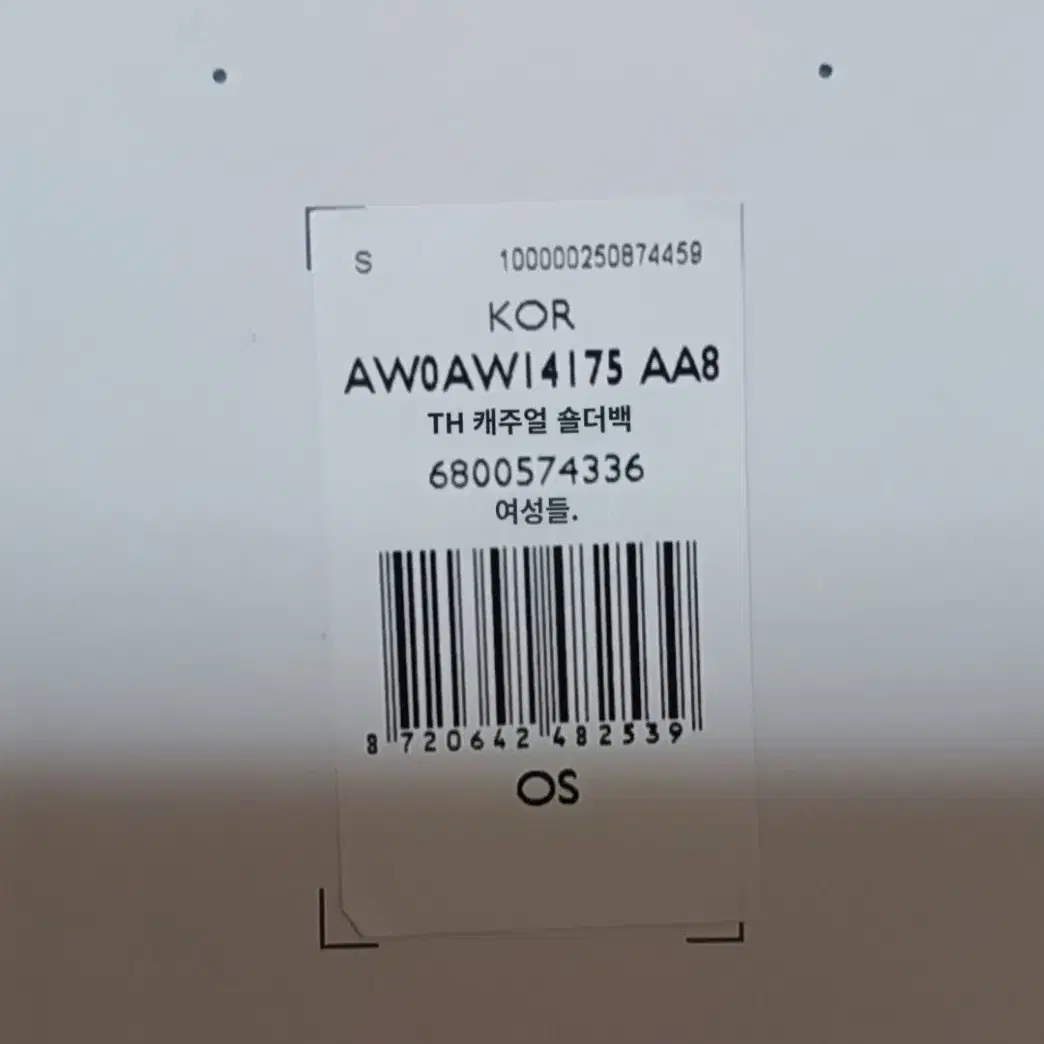 S 100000250874459
KOR
AW0AW14175 AA8
TH 캐주얼 숄더백
6800574336
여성들.
8 720642 482539
OS